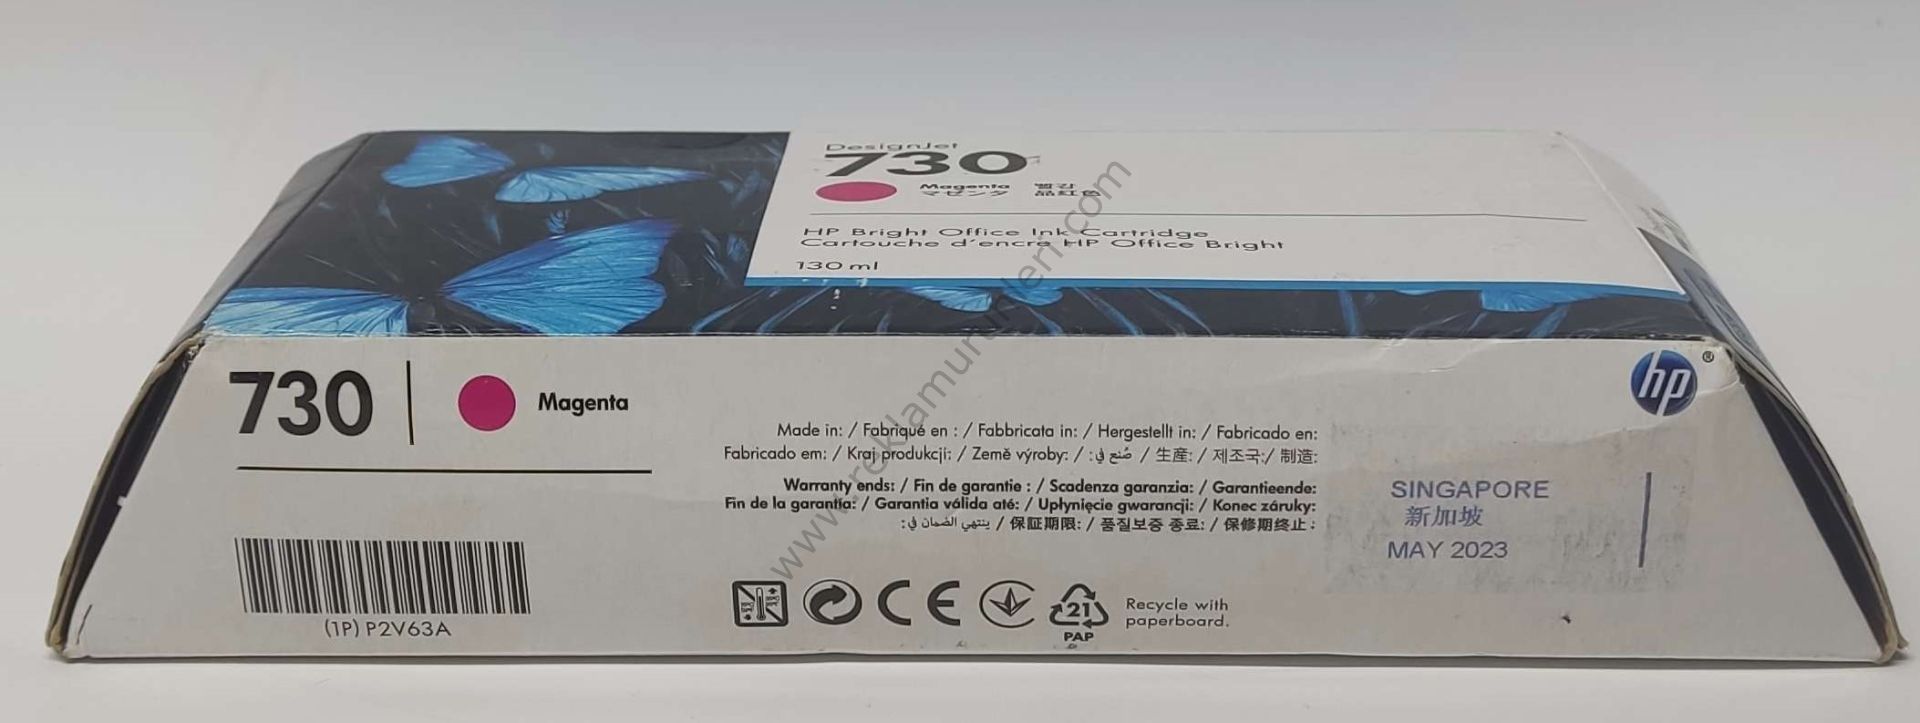 DesignJet
730
Magenta 빨강
マゼンタ 品紅色
HP Bright Office Ink Cartridge
Cartouche d'encre HP Office Bright
130 ml
730 Magenta
hp ®
Made in: / Fabriqué en : / Fabbricata in: / Hergestellt in: / Fabricado en:
Fabricado em: / Kraj produkcji: / Země výroby: / صُنع في: / 生産: / 제조국:/ 制造:
Warranty ends: / Fin de garantie : / Scadenza garanzia: / Garantieende:
Fin de la garantía: / Garantia válida até: / Upłynięcie gwarancji: / Konec záruky:
ينتهي الضمان في: / 保証期限: / 품질보증 종료: / 保修期终止:
SINGAPORE
新加坡
MAY 2023
(1P) P2V63A
CE
21
PAP
Recycle with
paperboard.
www.reklamurunleri.com